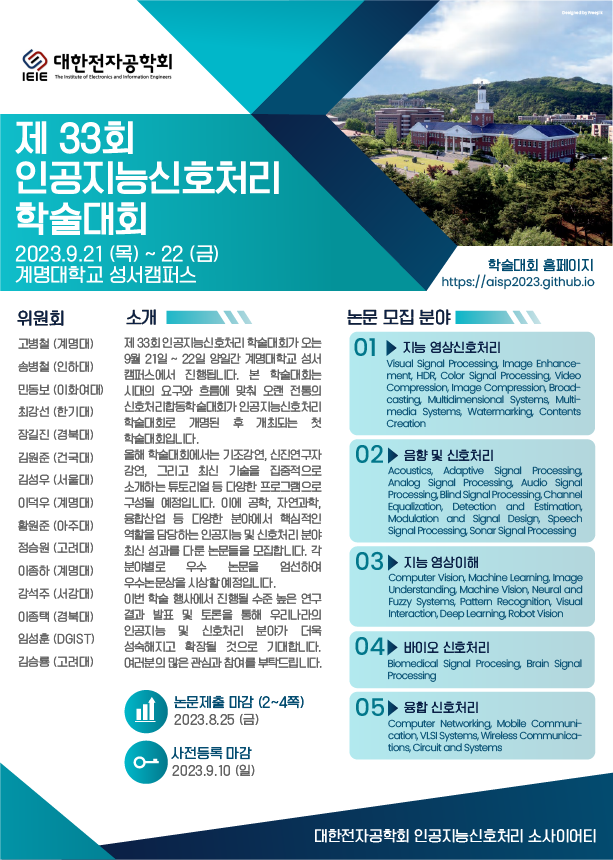 Designed by Freepik
IEIE
대한전자공학회
The Institute of Electronics and Information Engineers
제 33회
인공지능신호처리
학술대회
2023.9.21 (목) ~ 22 (금)
계명대학교 성서캠퍼스
학술대회 홈페이지
https://aisp2023.github.io
위원회
고병철 (계명대)
송병철 (인하대)
민동보 (이화여대)
최강선 (한기대)
장길진 (경북대)
김원준 (건국대)
김성우 (서울대)
이덕우 (계명대)
황원준 (아주대)
정승원 (고려대)
이종하 (계명대)
강석주 (서강대)
이종택 (경북대)
임성훈 (DGIST)
김승룡 (고려대)
소개
제 33회 인공지능신호처리 학술대회가 오는
9월 21일 ~ 22일 양일간 계명대학교 성서
캠퍼스에서 진행됩니다. 본 학술대회는
시대의 요구와 흐름에 맞춰 오랜 전통의
신호처리합동학술대회가 인공지능신호처리
학술대회로 개명된 후 개최되는 첫
학술대회입니다.
올해 학술대회에서는 기조강연, 신진연구자
강연, 그리고 최신 기술을 집중적으로
소개하는 튜토리얼 등 다양한 프로그램으로
구성될 예정입니다. 이에 공학, 자연과학,
융합산업 등 다양한 분야에서 핵심적인
역할을 담당하는 인공지능 및 신호처리 분야
최신 성과를 다룬 논문들을 모집합니다. 각
분야별로 우수 논문을 엄선하여
우수논문상을 시상할 예정입니다.
이번 학술 행사에서 진행될 수준 높은 연구
결과 발표 및 토론을 통해 우리나라의
인공지능 및 신호처리 분야가 더욱
성숙해지고 확장될 것으로 기대합니다.
여러분의 많은 관심과 참여를 부탁드립니다.
논문제출 마감 (2~4쪽)
2023.8.25 (금)
사전등록 마감
2023.9.10 (일)
논문 모집 분야
01 지능 영상신호처리
Visual Signal Processing, Image Enhance-
ment, HDR, Color Signal Processing, Video
Compression, Image Compression, Broad-
casting, Multidimensional Systems, Multi-
media Systems, Watermarking, Contents
Creation
02 음향 및 신호처리
Acoustics, Adaptive Signal Processing,
Analog Signal Processing, Audio Signal
Processing, Blind Signal Processing, Channel
Equalization, Detection and Estimation,
Modulation and Signal Design, Speech
Signal Processing, Sonar Signal Processing
03 지능 영상이해
Computer Vision, Machine Learning, Image
Understanding, Machine Vision, Neural and
Fuzzy Systems, Pattern Recognition, Visual
Interaction, Deep Learning, Robot Vision
04 바이오 신호처리
Biomedical Signal Procesing, Brain Signal
Processing
05 융합 신호처리
Computer Networking, Mobile Communi-
cation, VLSI Systems, Wireless Communica-
tions, Circuit and Systems
대한전자공학회 인공지능신호처리 소사이어티